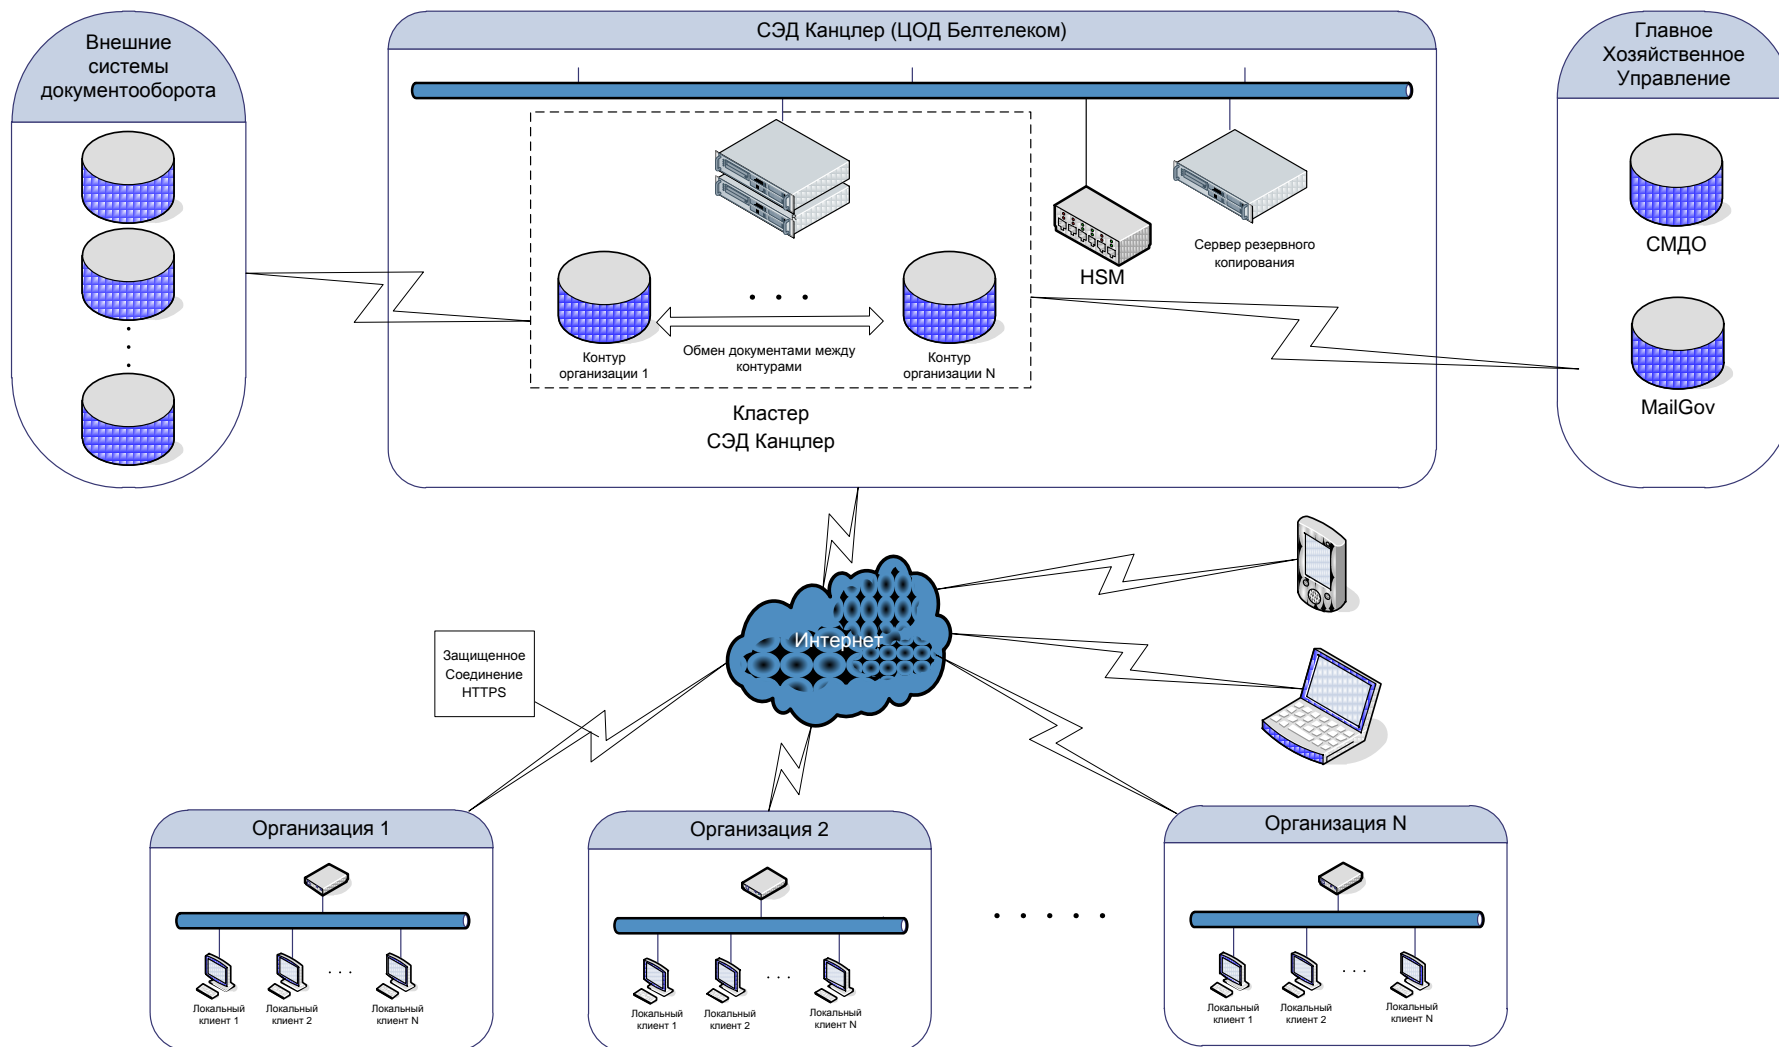 Внешние
системы
документооборота
СЭД Канцлер (ЦОД Белтелеком)
Главное
Хозяйственное
Управление
HSM
Сервер резервного
копирования
СМДО
MailGov
Контур
организации 1
Обмен документами между
контурами
Контур
организации N
Кластер
СЭД Канцлер
Интернет
Защищенное
Соединение
HTTPS
Организация 1
Локальный
клиент 1
Локальный
клиент 2
Локальный
клиент N
Организация 2
Локальный
клиент 1
Локальный
клиент 2
Локальный
клиент N
Организация N
Локальный
клиент 1
Локальный
клиент 2
Локальный
клиент N